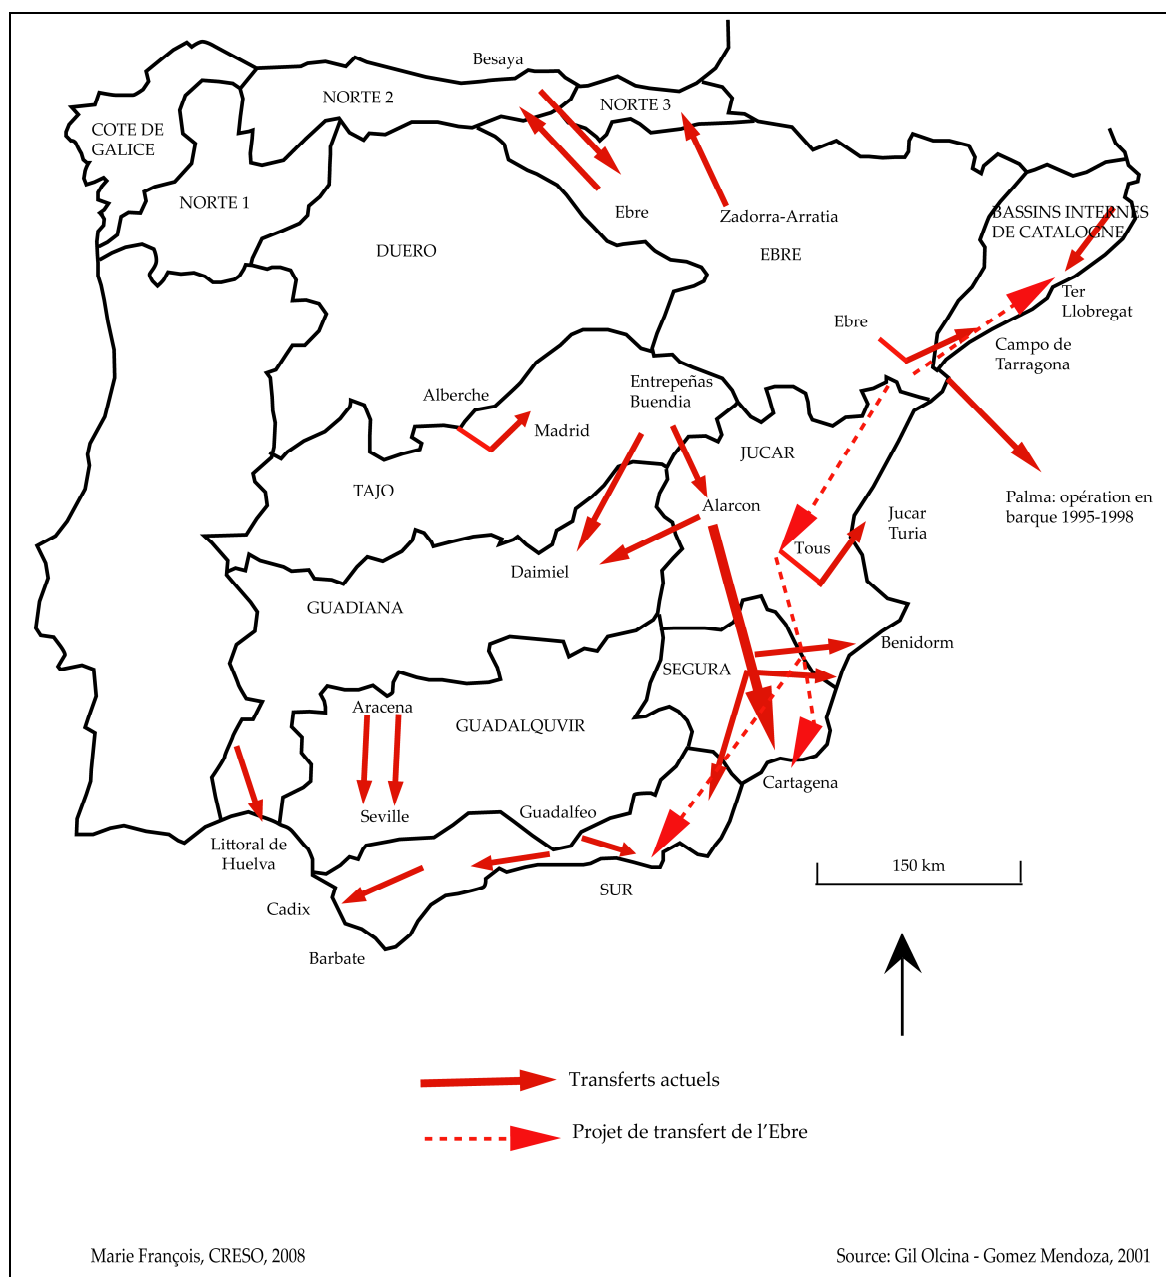 Besaya
NORTE 2
NORTE 3
COTE DE
GALICE
NORTE 1
Ebre
Zadorra-Arratia
BASSINS INTERNES
DE CATALOGNE
DUERO
EBRE
Ter
Llobregat
Ebre
Campo de
Tarragona
Entrepeñas
Buendia
Alberche
Madrid
JUCAR
TAJO
Alarcon
Palma: opération en
barque 1995-1998
Jucar
Turia
Tous
Daimiel
GUADIANA
Benidorm
SEGURA
Aracena
GUADALQUVIR
Cartagena
Seville
Guadalfeo
Littoral de
Huelva
150 km
SUR
Cadix
Barbate
Transferts actuels
Projet de transfert de l'Ebre
Marie François, CRESO, 2008
Source: Gil Olcina - Gomez Mendoza, 2001